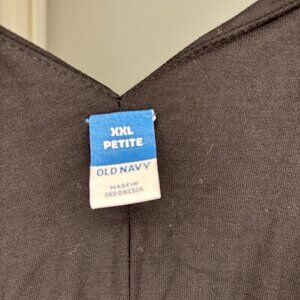 XXL
PETITE
OLD NAVY
MADE IN
INDONESIA